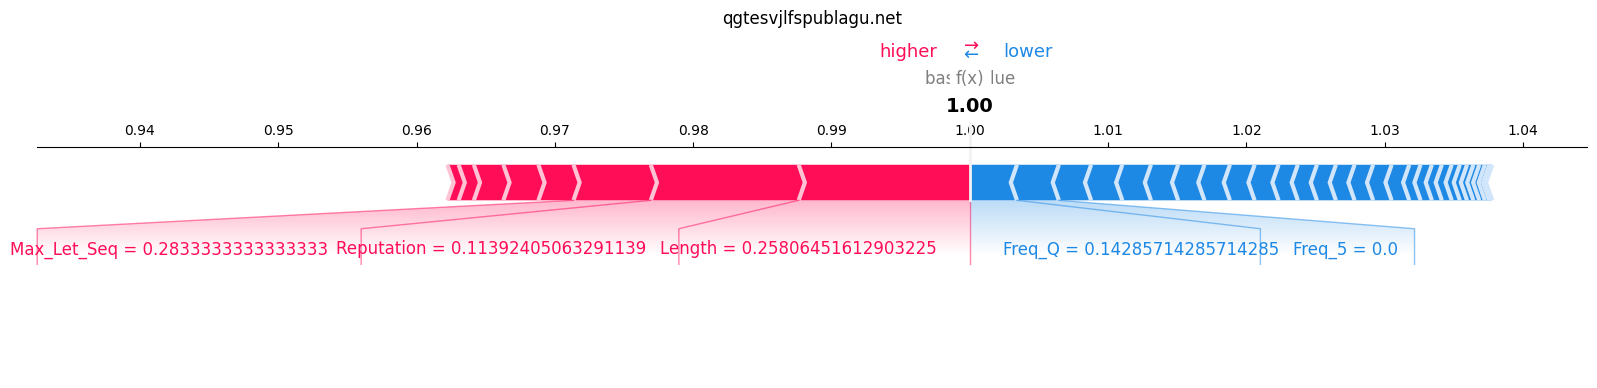 qgtesvjlfspublagu.net
higher → ← lower
bas f(x) lue
1.00
0.94 0.95 0.96 0.97 0.98 0.99 1.00 1.01 1.02 1.03 1.04
Max_Let_Seq = 0.2833333333333333 Reputation = 0.11392405063291139 Length = 0.25806451612903225 Freq_Q = 0.14285714285714285 Freq_5 = 0.0